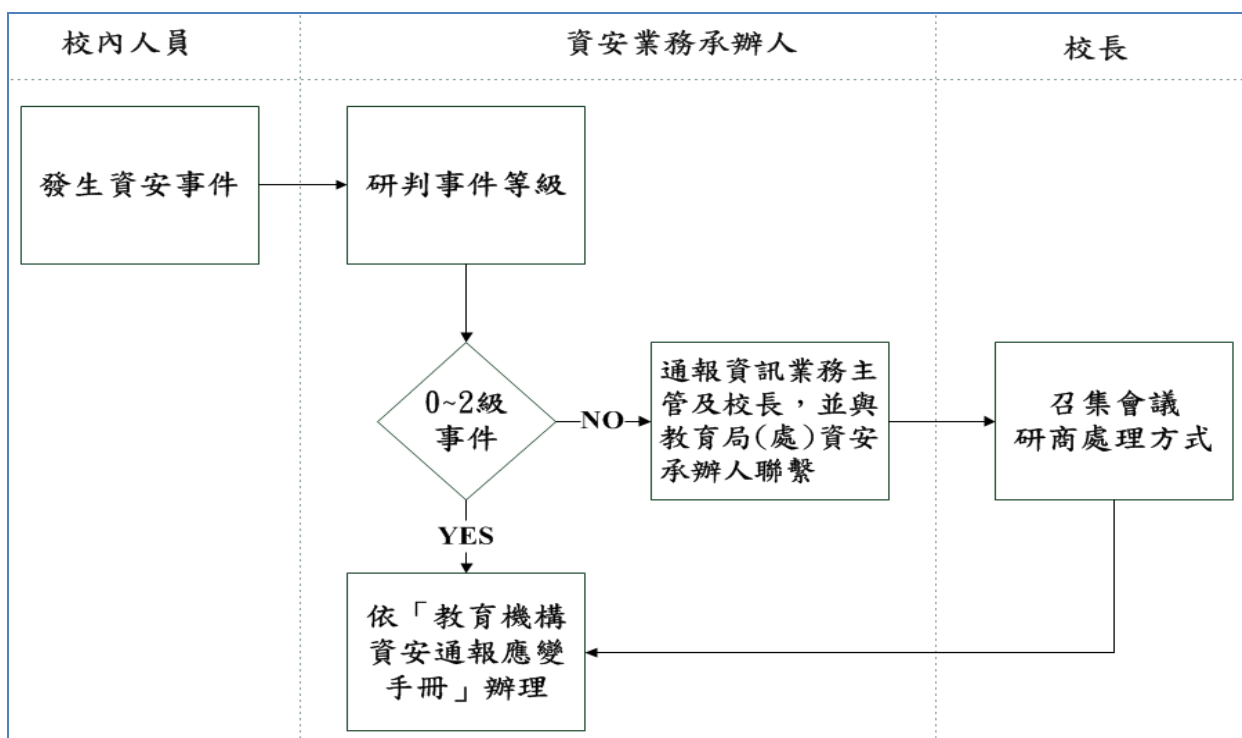 校內人員
資安業務承辦人
校長
發生資安事件
研判事件等級
0~2級
事件
NO
通報資訊業務主
管及校長，並與
教育局(處)資安
承辦人聯繫
召集會議
研商處理方式
YES
依「教育機構
資安通報應變
手冊」辦理